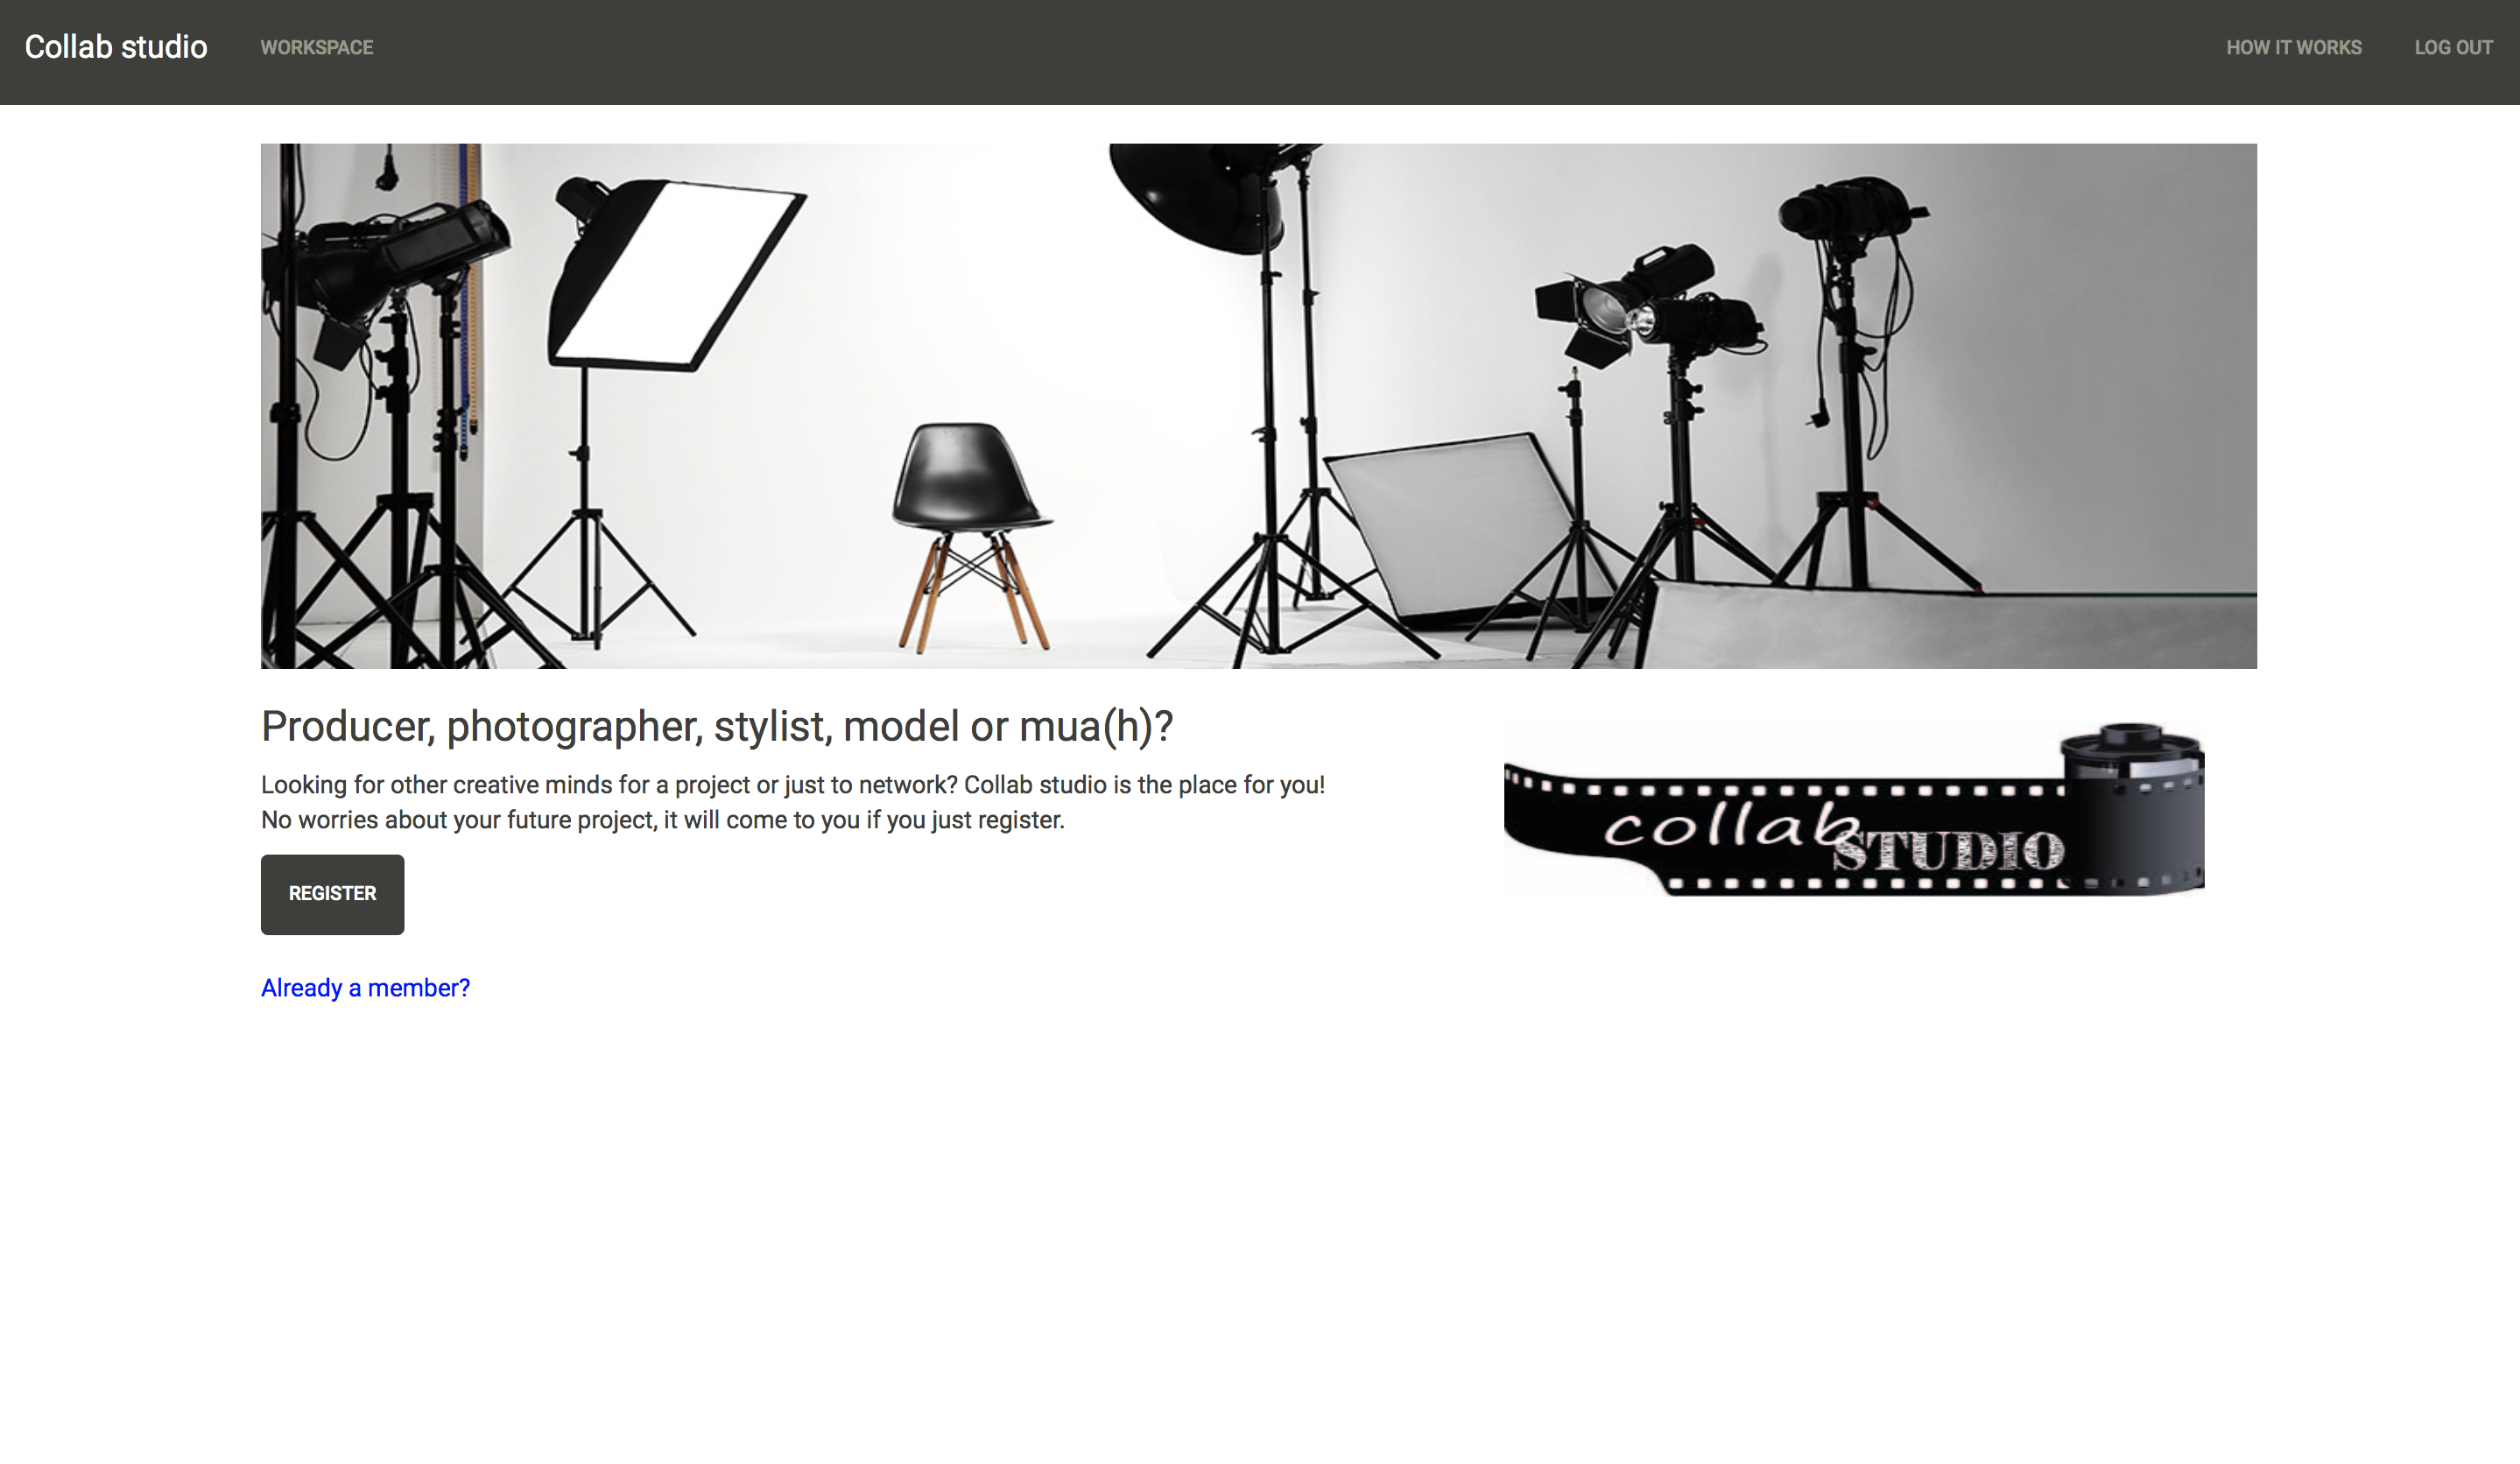 Collab studio WORKSPACE HOW IT WORKS LOG OUT
Producer, photographer, stylist, model or mua(h)?
Looking for other creative minds for a project or just to network? Collab studio is the place for you!
No worries about your future project, it will come to you if you just register.
REGISTER
Already a member?
collab
STUDIO